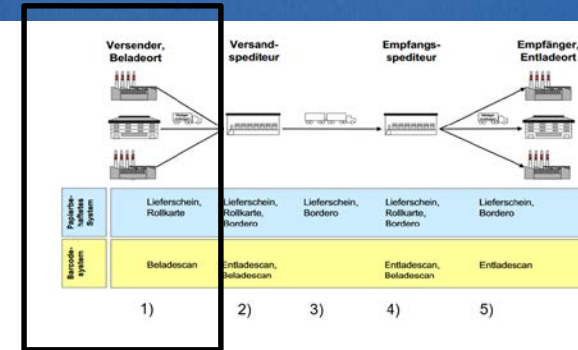 Versender,
Beladeort
Versand-
spediteur
Empfangs-
spediteur
Empfänger,
Entladeort
Papierbe-
haftetes
System
Lieferschein,
Rollkarte
Lieferschein,
Rollkarte,
Bordero
Lieferschein,
Bordero
Lieferschein,
Rollkarte,
Bordero
Lieferschein,
Bordero
Barcode-
system
Beladescan
Entladescan,
Beladescan
Entladescan,
Beladescan
Entladescan
1)
2)
3)
4)
5)